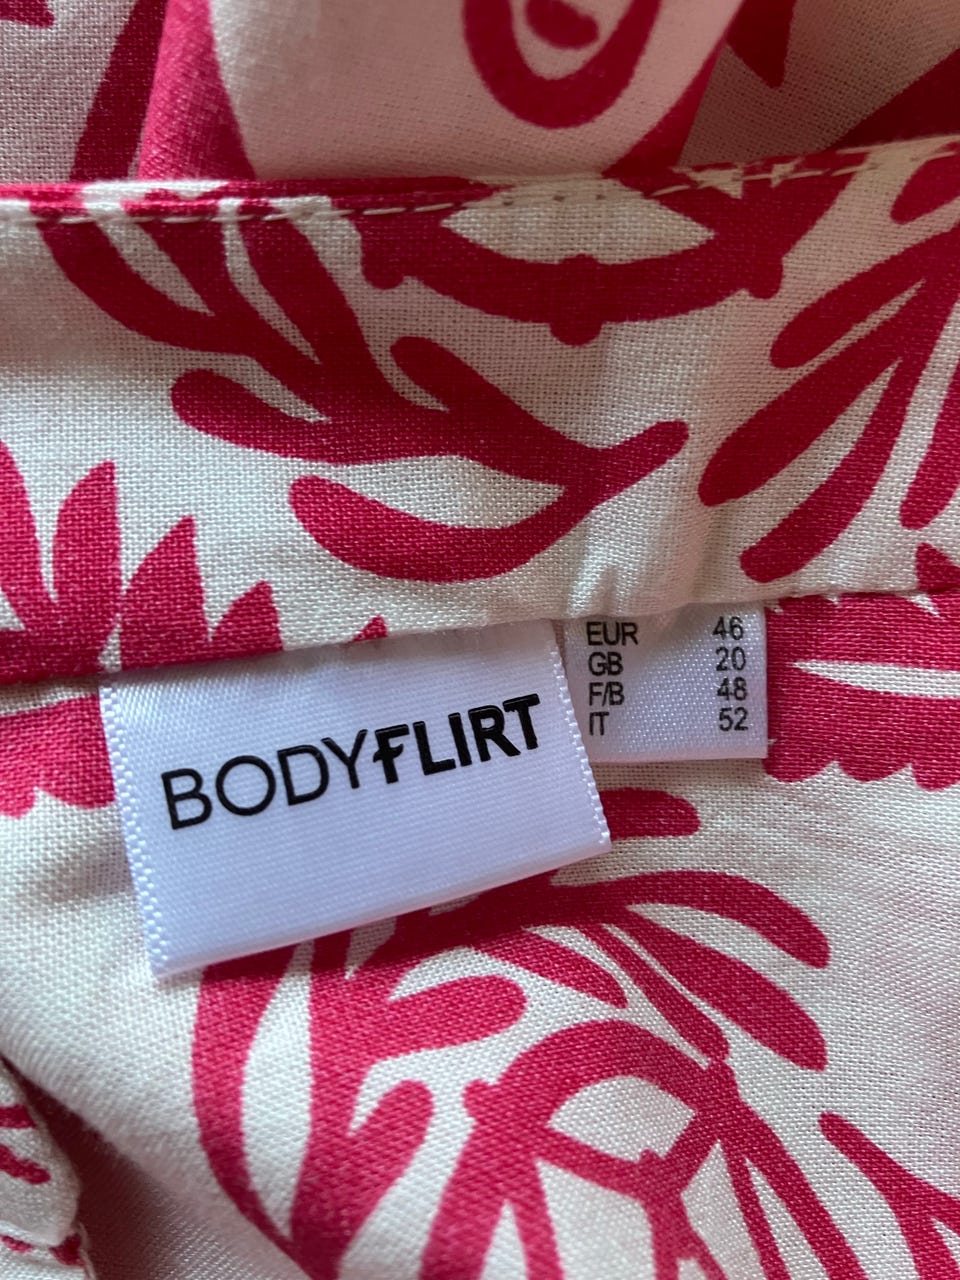 BODYFLIRT
EUR 46
GB 20
F/B 48
IT 52